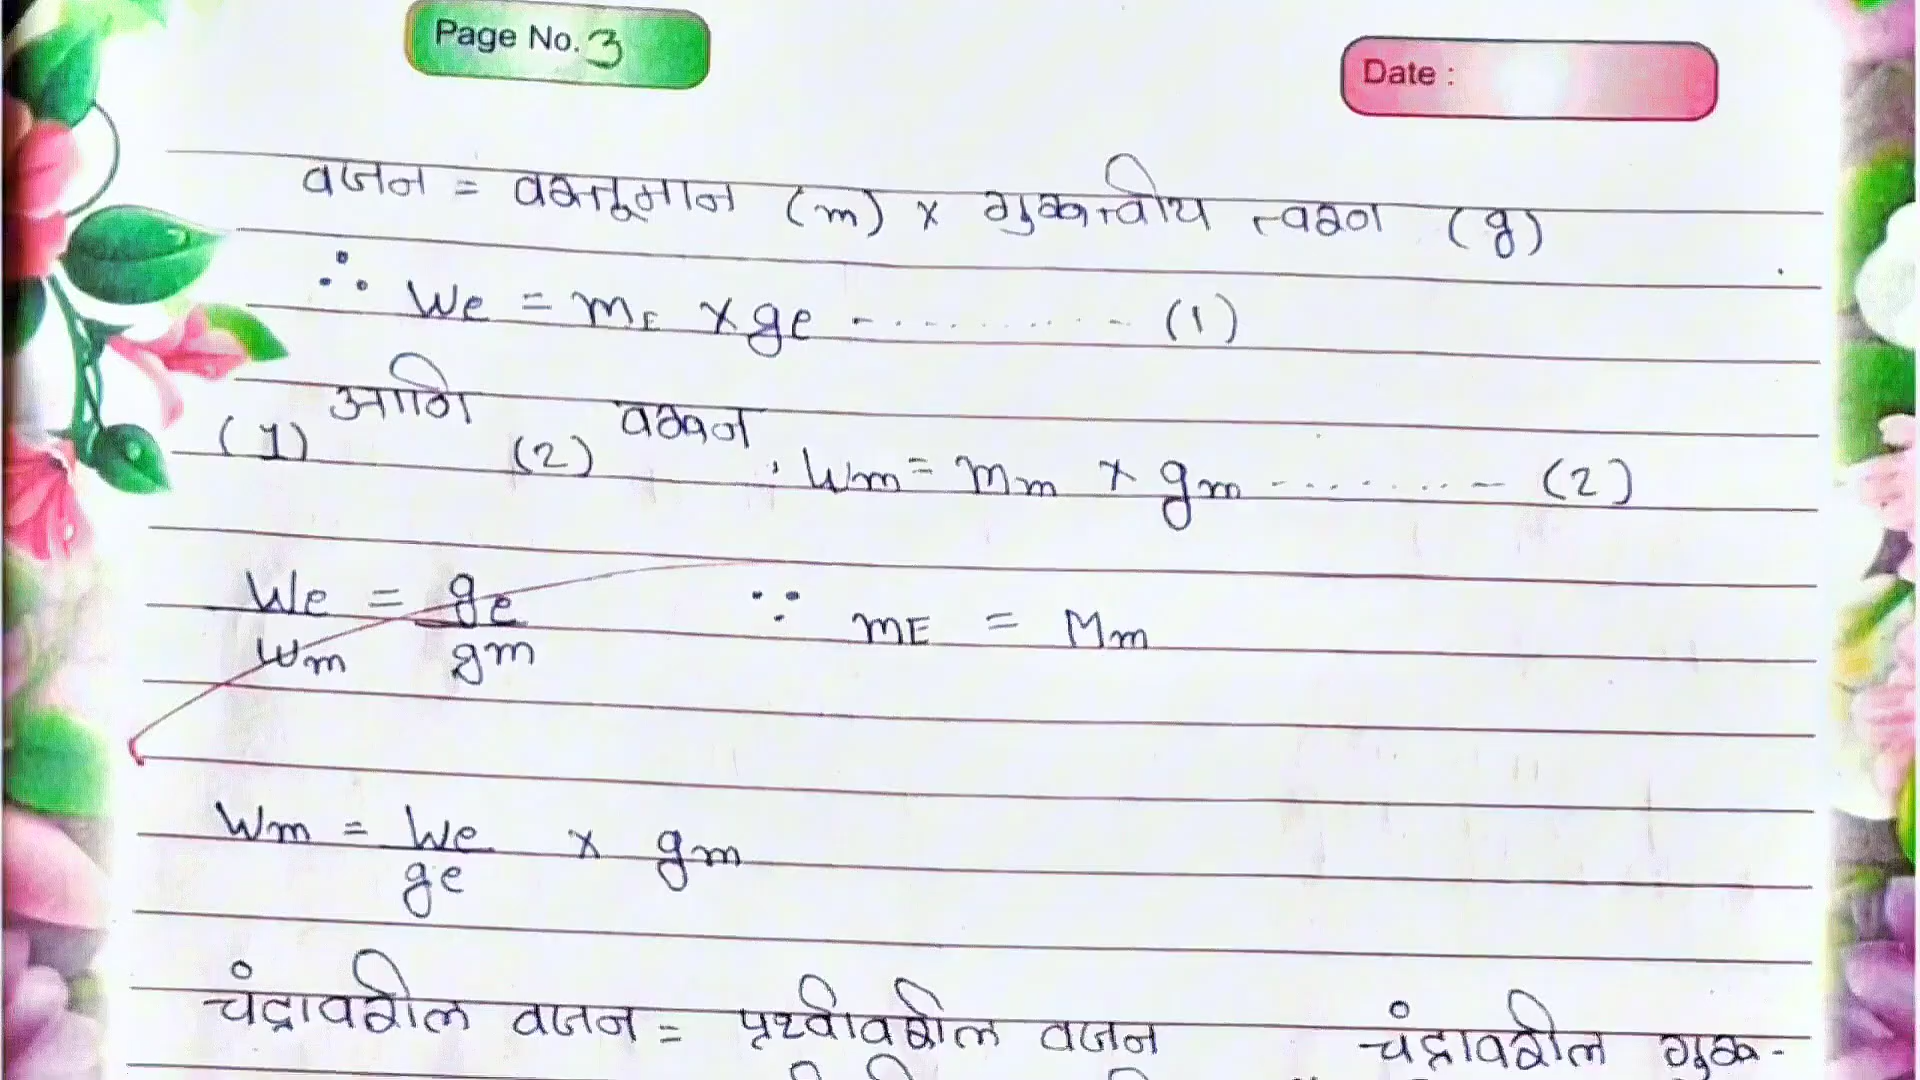 Page No. 3
Date :
वजन = वस्तूमान (m) x गुरुत्वीय त्वरण (g)
∴ We = mE x ge - ........ - (1)
(1) आणि (2) वरून, Wm = Mm x gm - ........ - (2)
We/Wm = ge/gm ∵ mE = Mm
Wm = We/ge x gm
चंद्रावरील वजन = पृथ्वीवरील वजन चंद्रावरील गुरु-